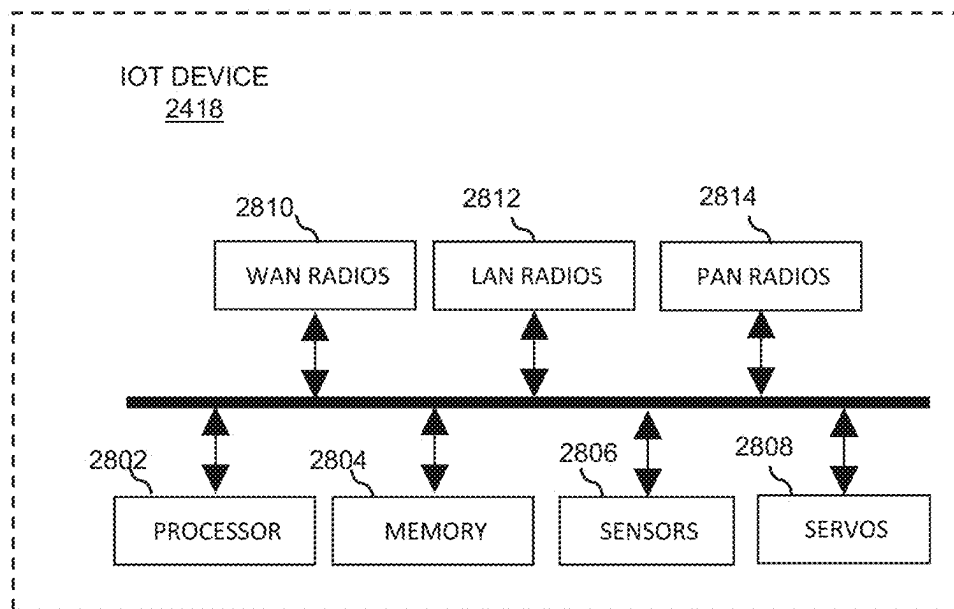 IOT DEVICE
2418
2810
2812
2814
WAN RADIOS
LAN RADIOS
PAN RADIOS
2802
2804
2806
2808
PROCESSOR
MEMORY
SENSORS
SERVOS